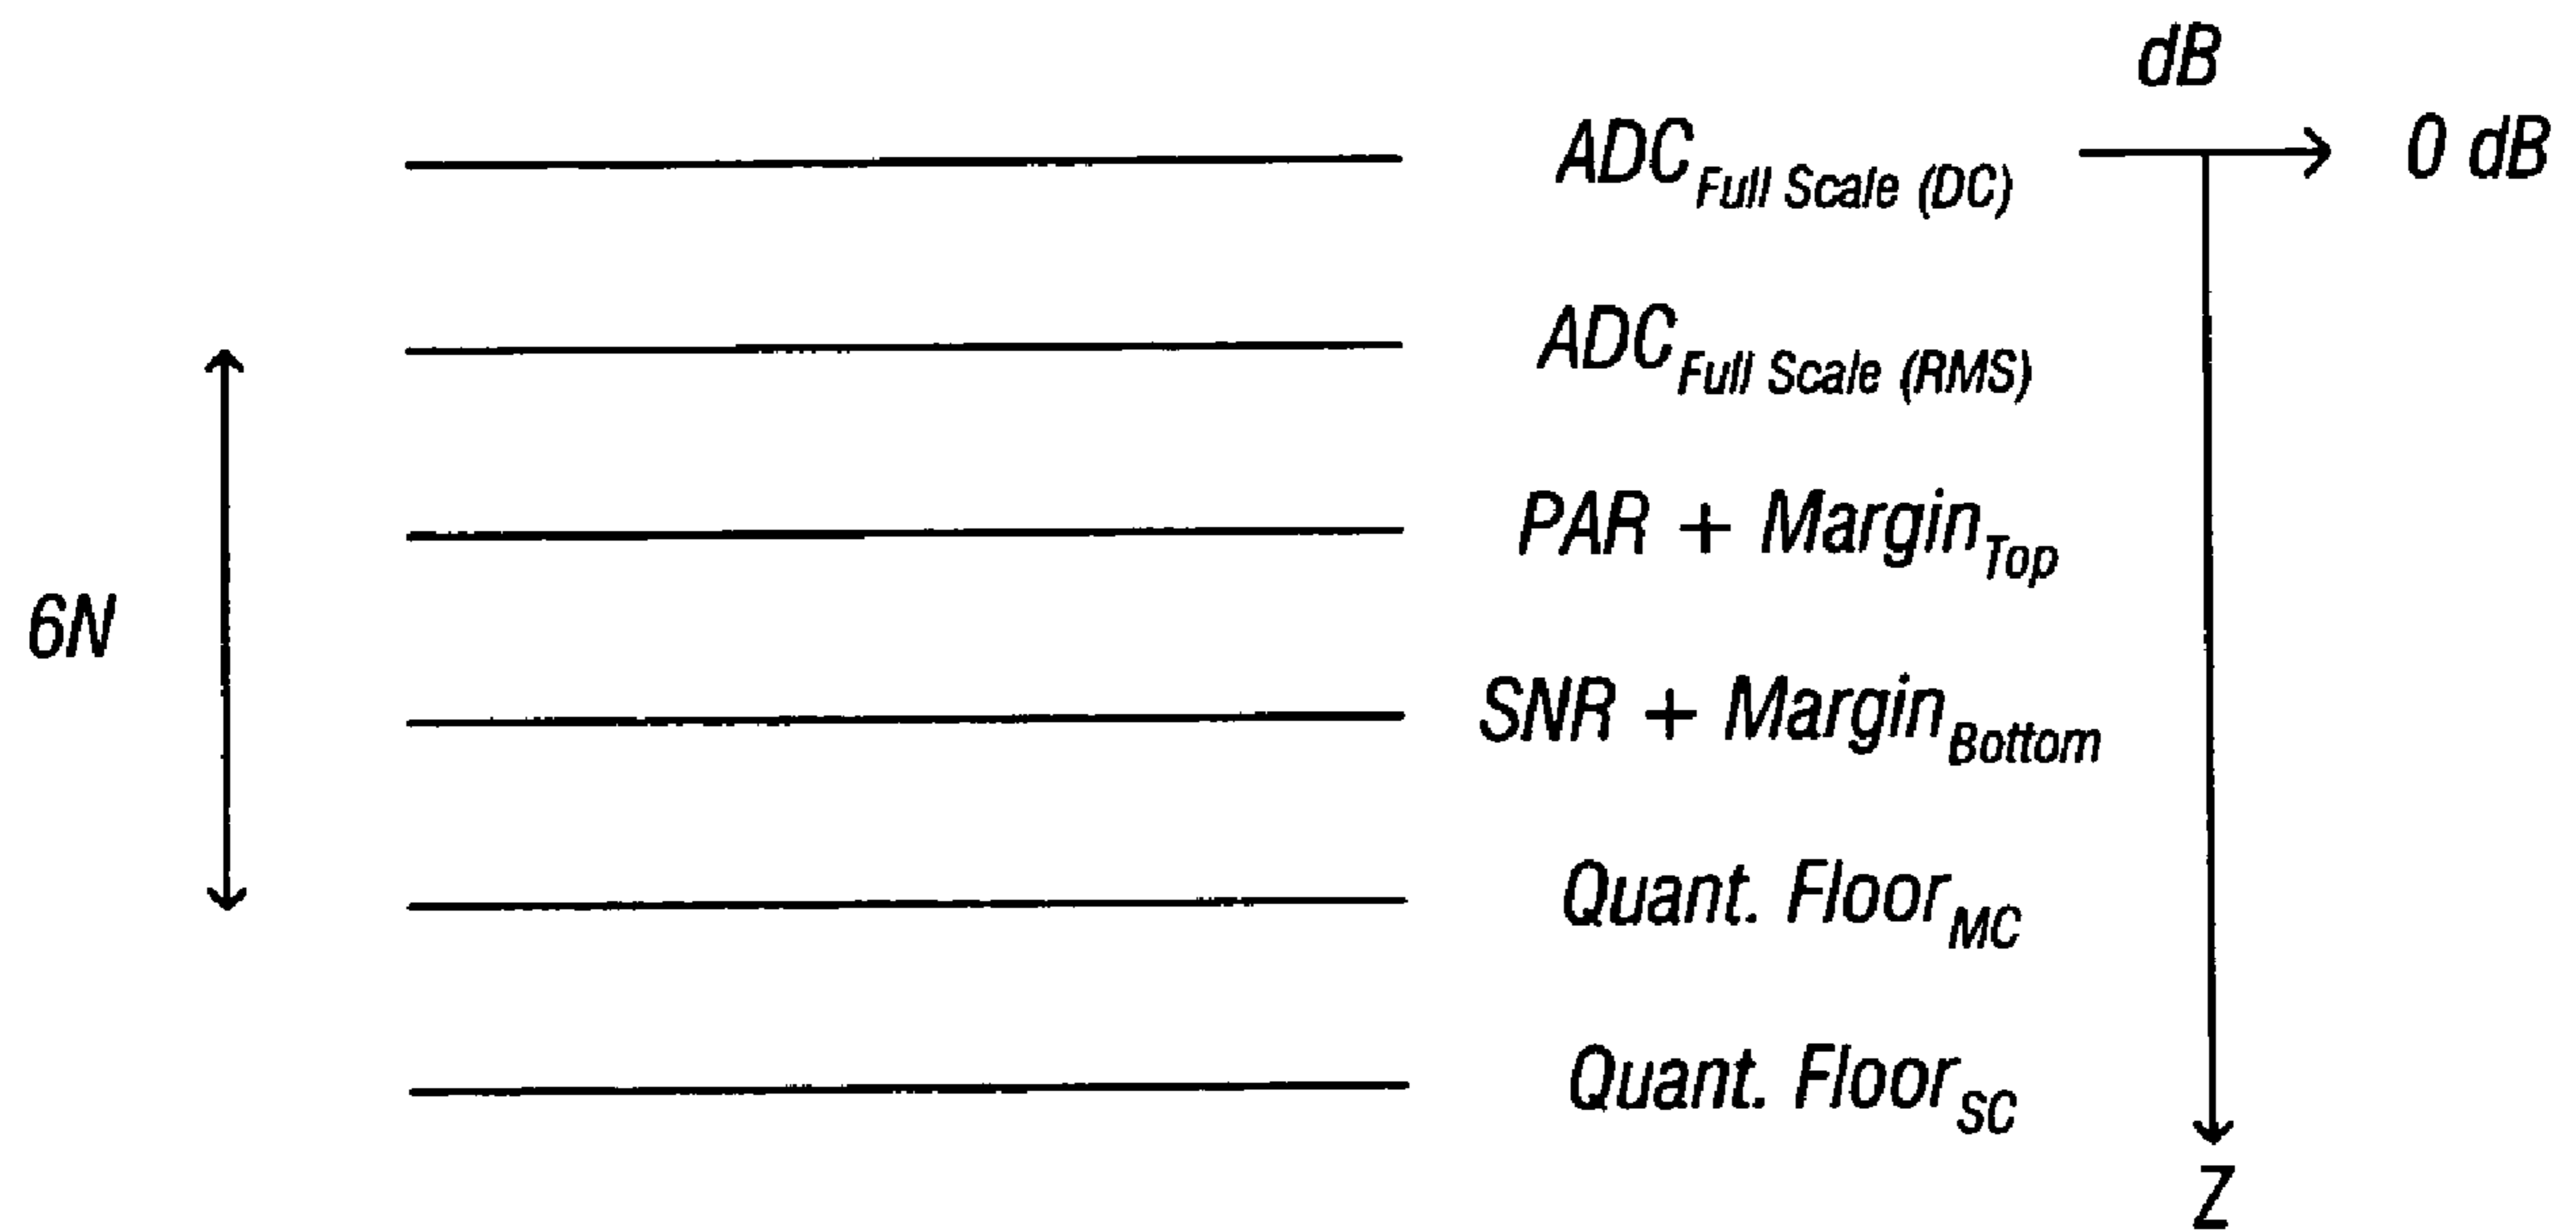 dB
ADC Full Scale (DC)
0 dB
ADC Full Scale (RMS)
PAR + Margin Top
6N
SNR + Margin Bottom
Quant. Floor MC
Quant. Floor SC
Z